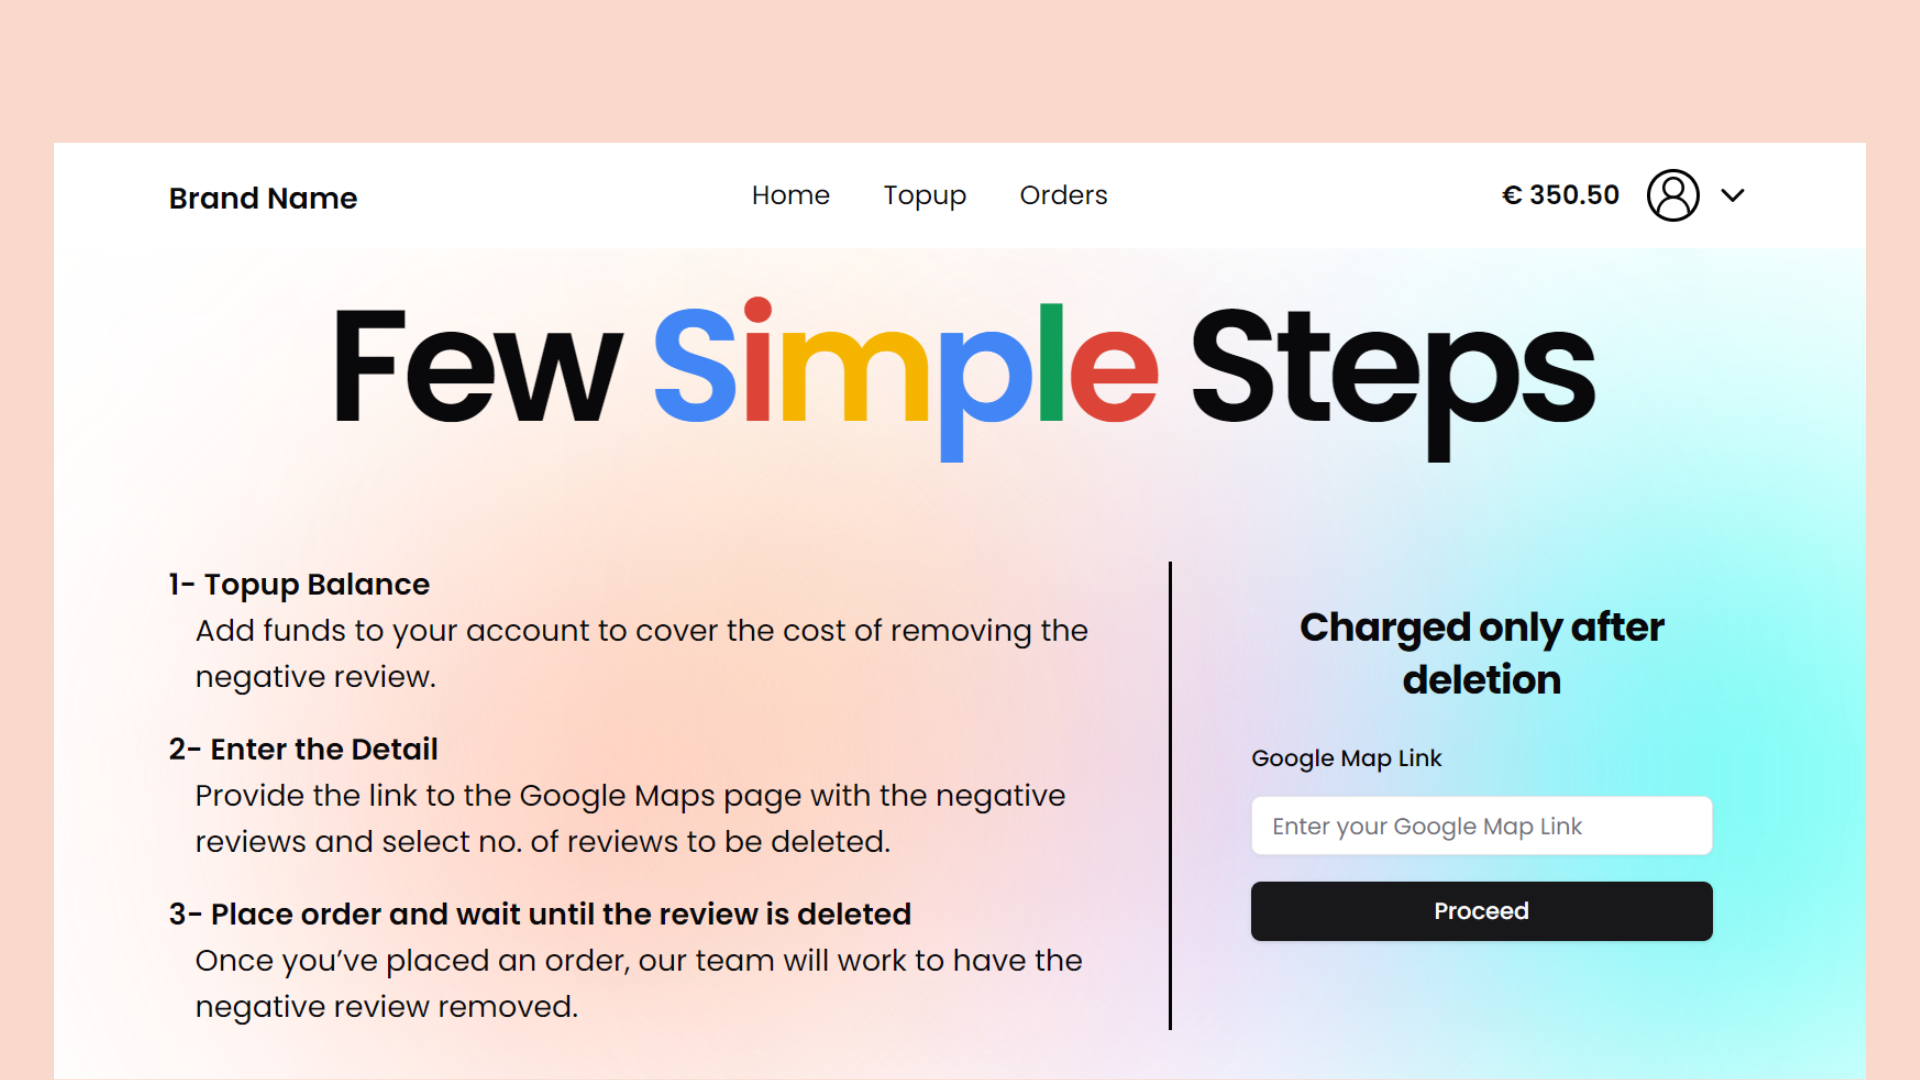 Brand Name
Home
Topup
Orders
€ 350.50
Few Simple Steps
1- Topup Balance
Add funds to your account to cover the cost of removing the
negative review.
2- Enter the Detail
Provide the link to the Google Maps page with the negative
reviews and select no. of reviews to be deleted.
3- Place order and wait until the review is deleted
Once you’ve placed an order, our team will work to have the
negative review removed.
Charged only after
deletion
Google Map Link
Enter your Google Map Link
Proceed